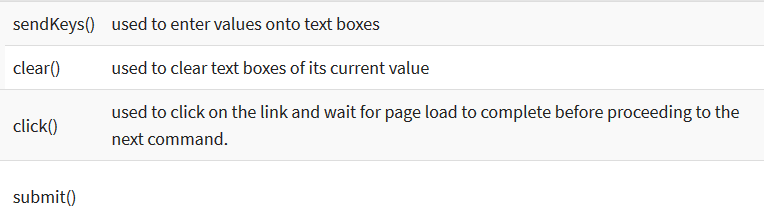 sendKeys() used to enter values onto text boxes
clear() used to clear text boxes of its current value
click() used to click on the link and wait for page load to complete before proceeding to the
next command.
submit()